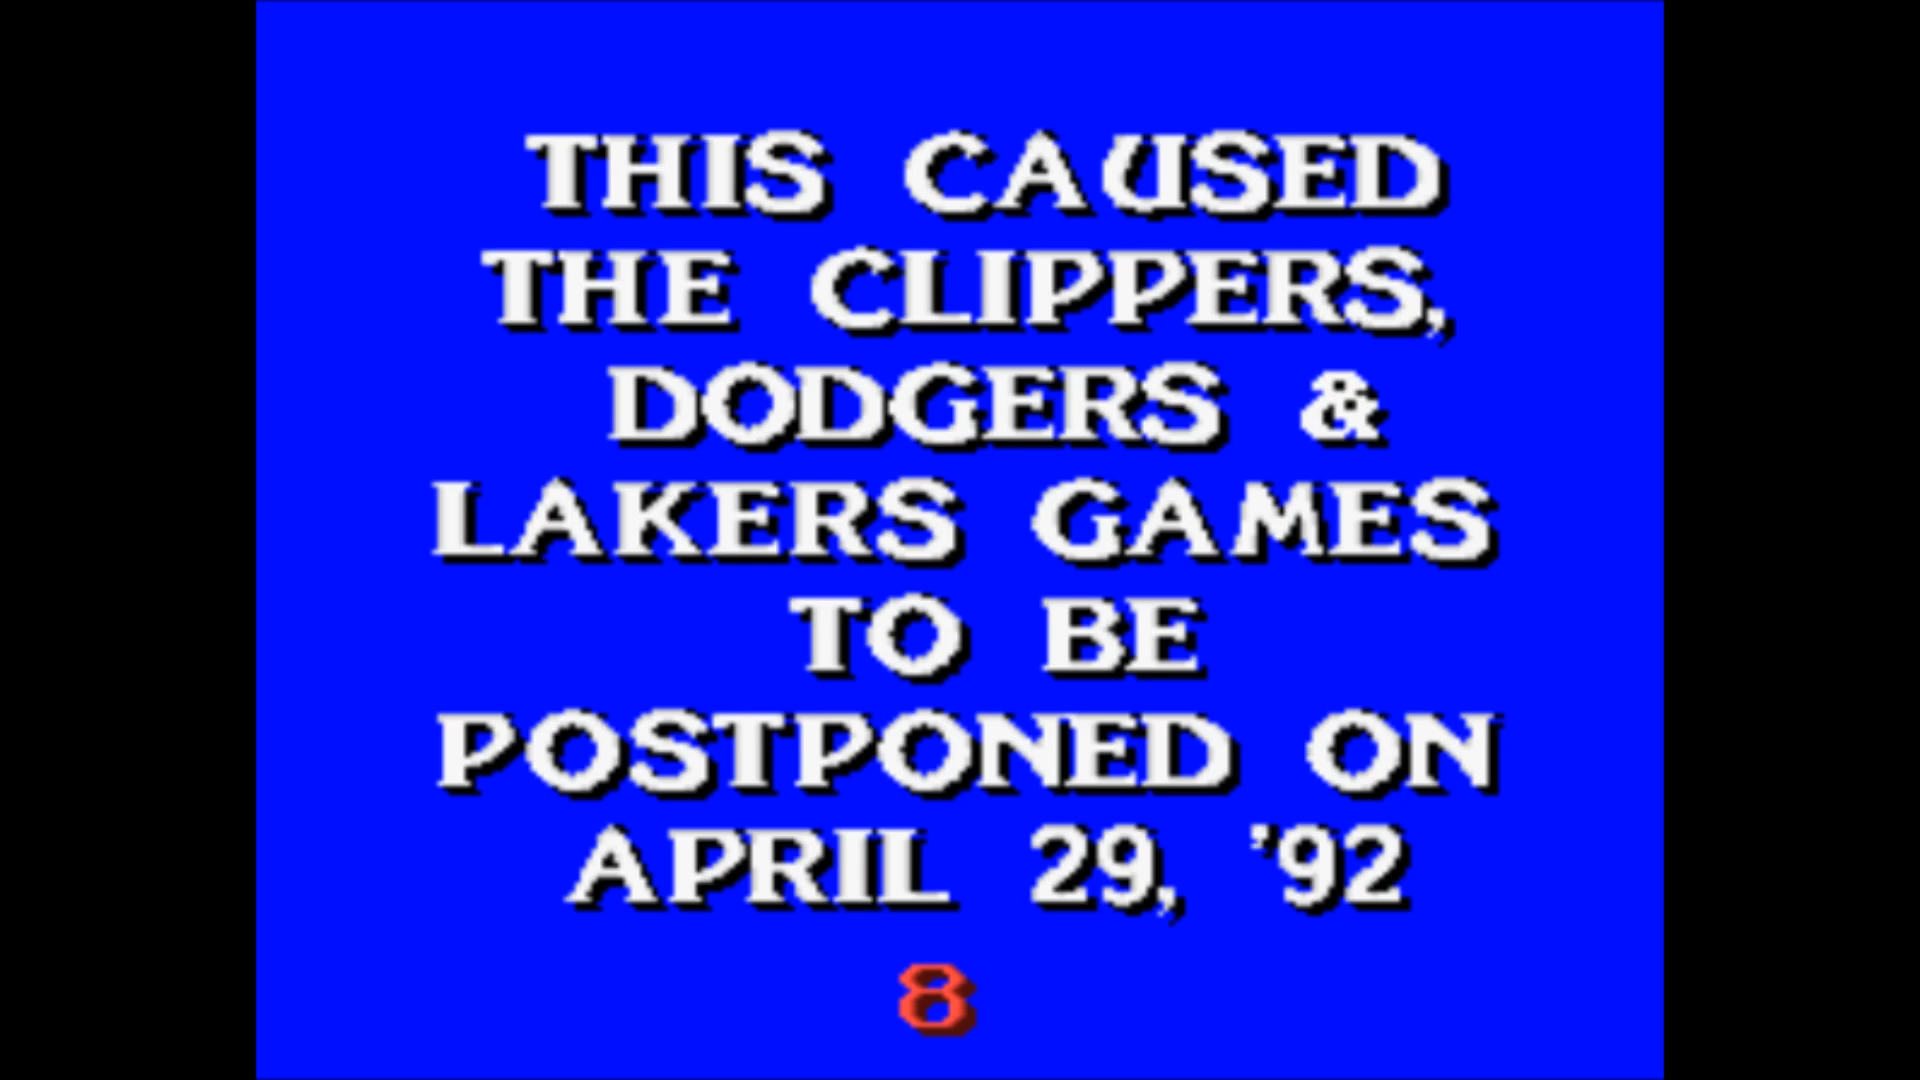 THIS CAUSED
THE CLIPPERS,
DODGERS &
LAKERS GAMES
TO BE
POSTPONED ON
APRIL 29, '92
8